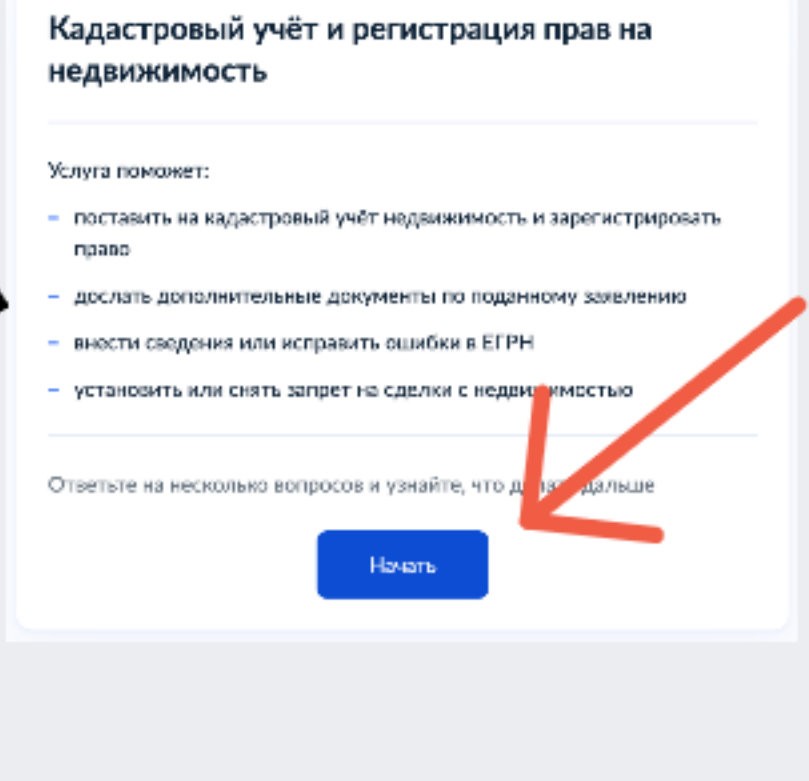 Кадастровый учёт и регистрация прав на
недвижимость
Услуга поможет:
– поставить на кадастровый учёт недвижимость и зарегистрировать
право
– дослать дополнительные документы по поданному заявлению
– внести сведения или исправить ошибки в ЕГРН
– установить или снять запрет на сделки с недвижимостью
Ответьте на несколько вопросов и узнайте, что делать дальше
Начать